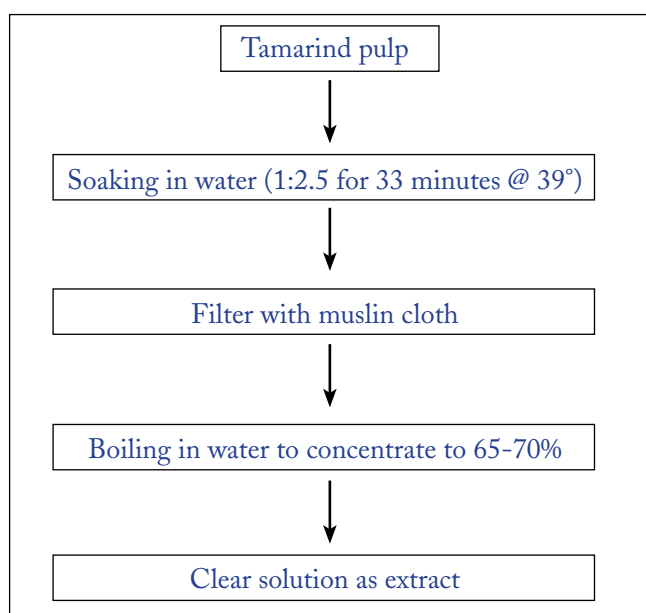 Tamarind pulp
Soaking in water (1:2.5 for 33 minutes @ 39°)
Filter with muslin cloth
Boiling in water to concentrate to 65-70%
Clear solution as extract